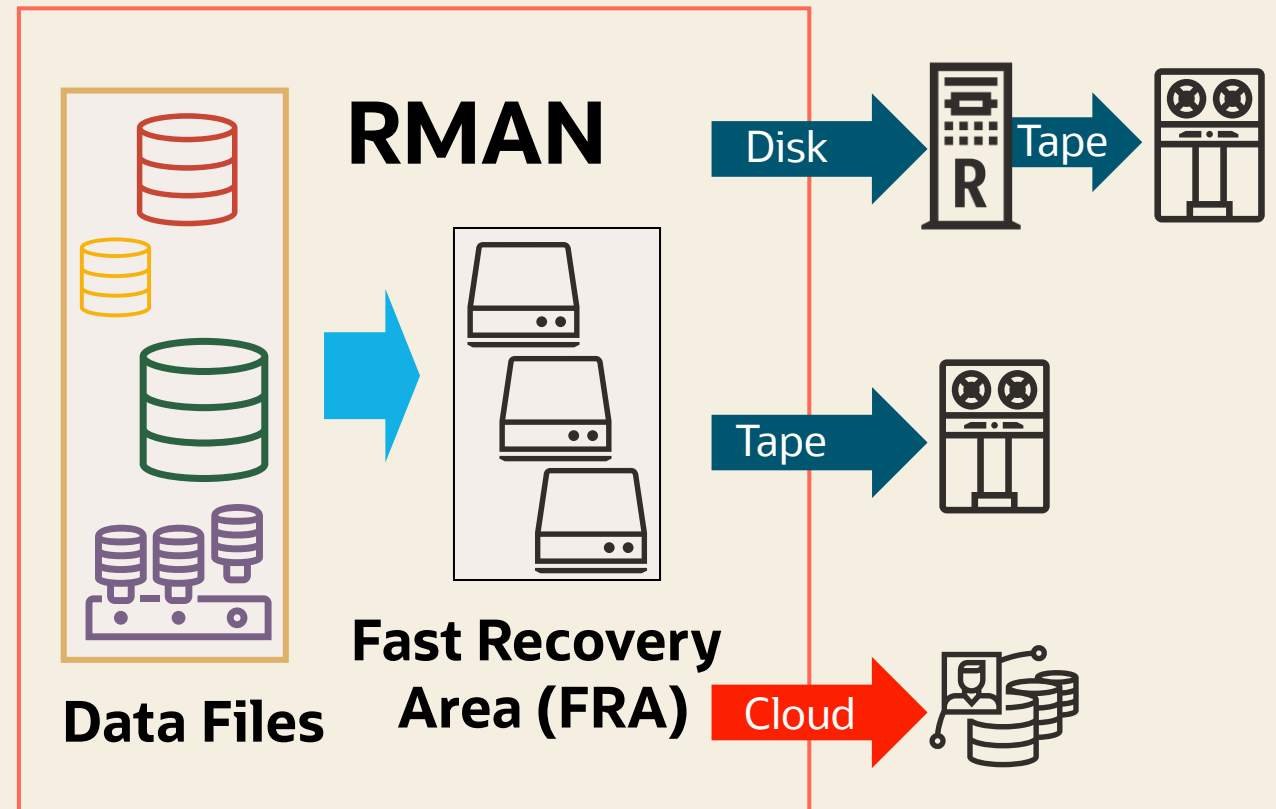 RMAN
Disk
R
Tape
Tape
Fast Recovery
Area (FRA)
Data Files
Cloud